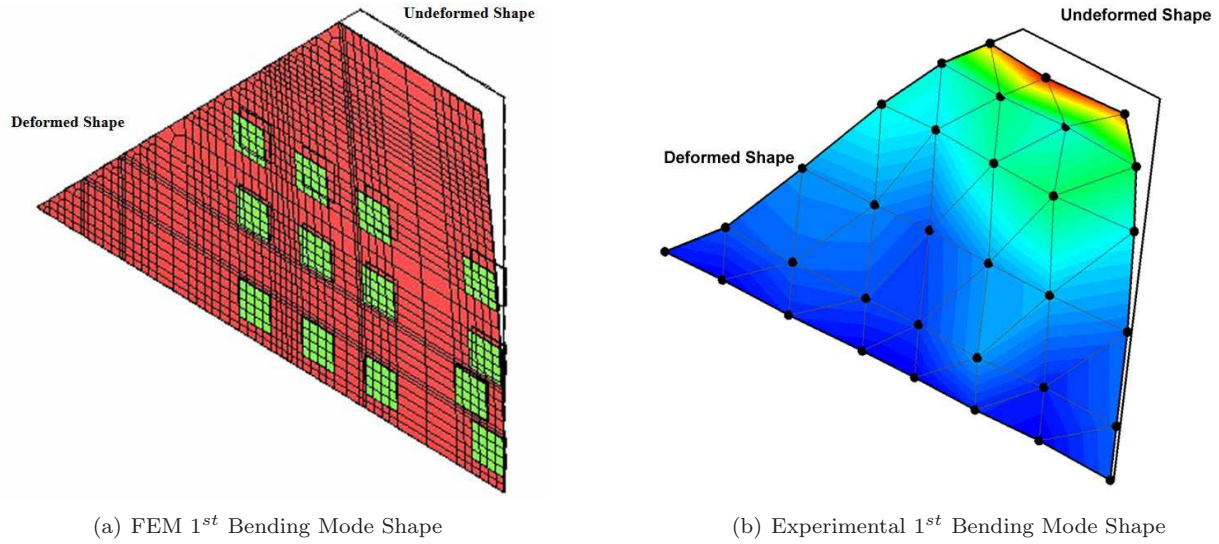 Undeformed Shape
Deformed Shape
(a) FEM 1st Bending Mode Shape
Undeformed Shape
Deformed Shape
(b) Experimental 1st Bending Mode Shape